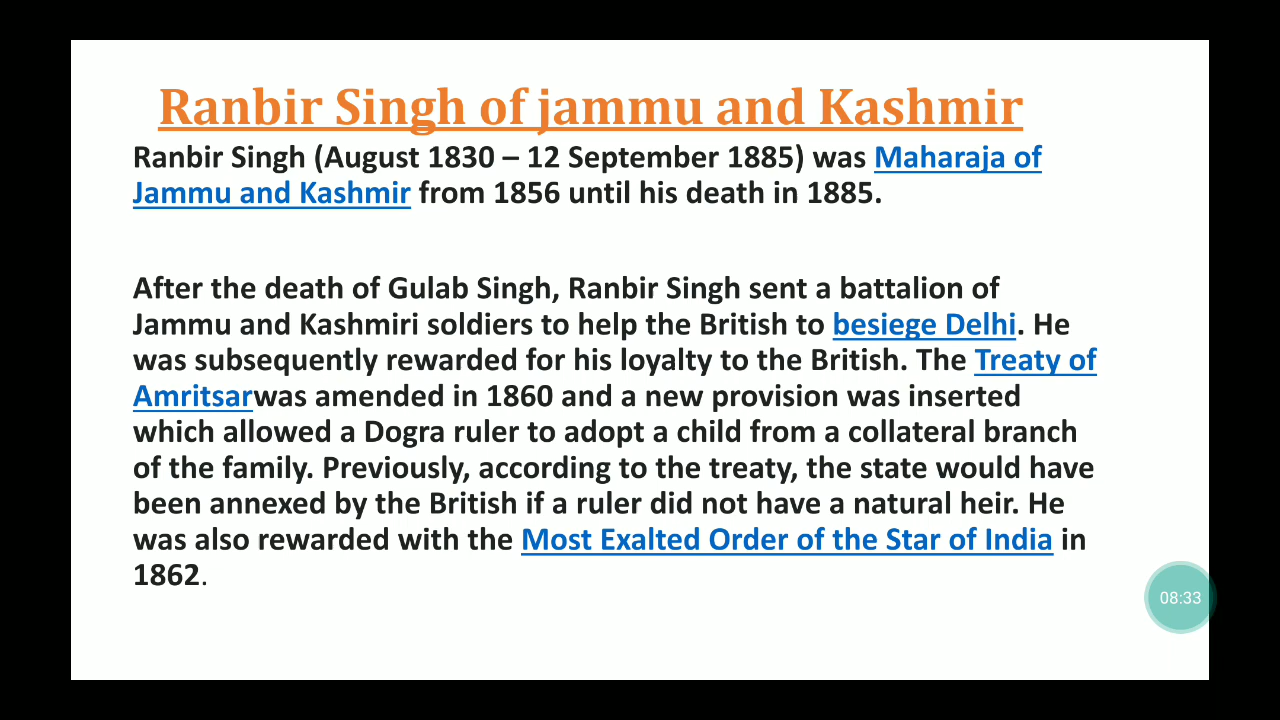 Ranbir Singh of jammu and Kashmir
Ranbir Singh (August 1830 – 12 September 1885) was Maharaja of
Jammu and Kashmir from 1856 until his death in 1885.
After the death of Gulab Singh, Ranbir Singh sent a battalion of
Jammu and Kashmiri soldiers to help the British to besiege Delhi. He
was subsequently rewarded for his loyalty to the British. The Treaty of
Amritsarwas amended in 1860 and a new provision was inserted
which allowed a Dogra ruler to adopt a child from a collateral branch
of the family. Previously, according to the treaty, the state would have
been annexed by the British if a ruler did not have a natural heir. He
was also rewarded with the Most Exalted Order of the Star of India in
1862.
08:33